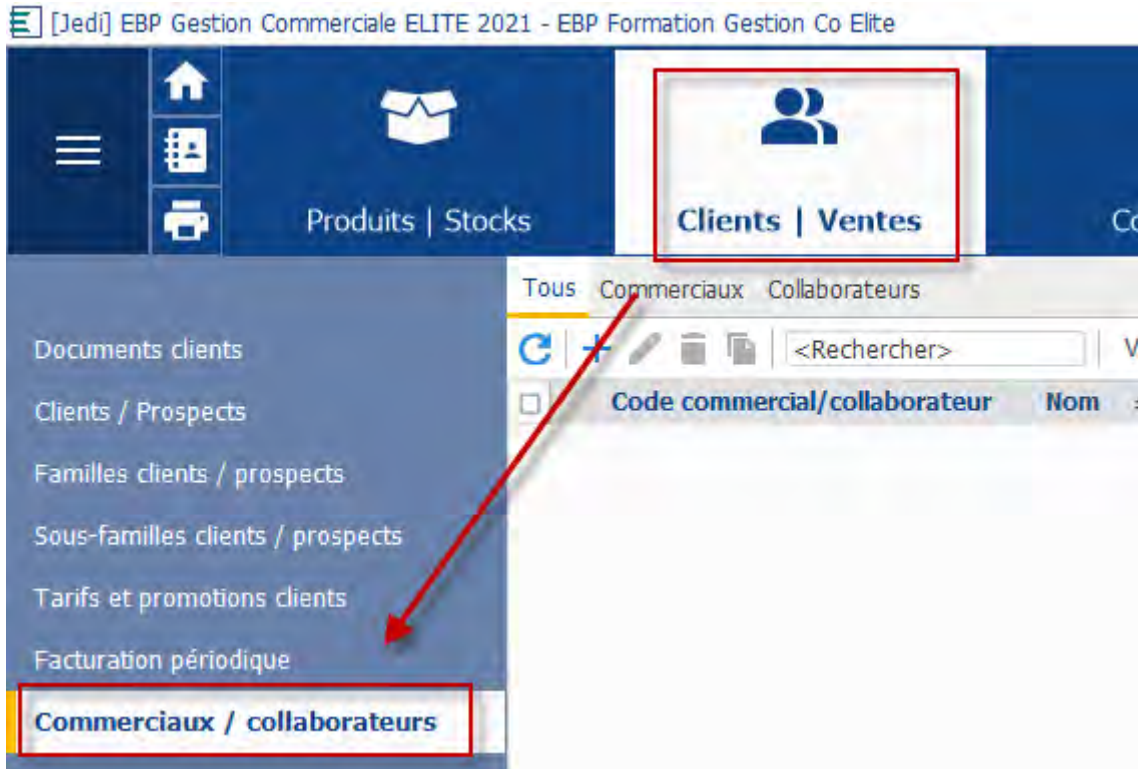 [Jedi] EBP Gestion Commerciale ELITE 2021 - EBP Formation Gestion Co Elite
Produits | Stocks
Clients | Ventes
Tous Commerciaux Collaborateurs
<Rechercher>
Code commercial/collaborateur Nom
Documents clients
Clients / Prospects
Familles clients / prospects
Sous-familles clients / prospects
Tarifs et promotions clients
Facturation périodique
Commerciaux / collaborateurs